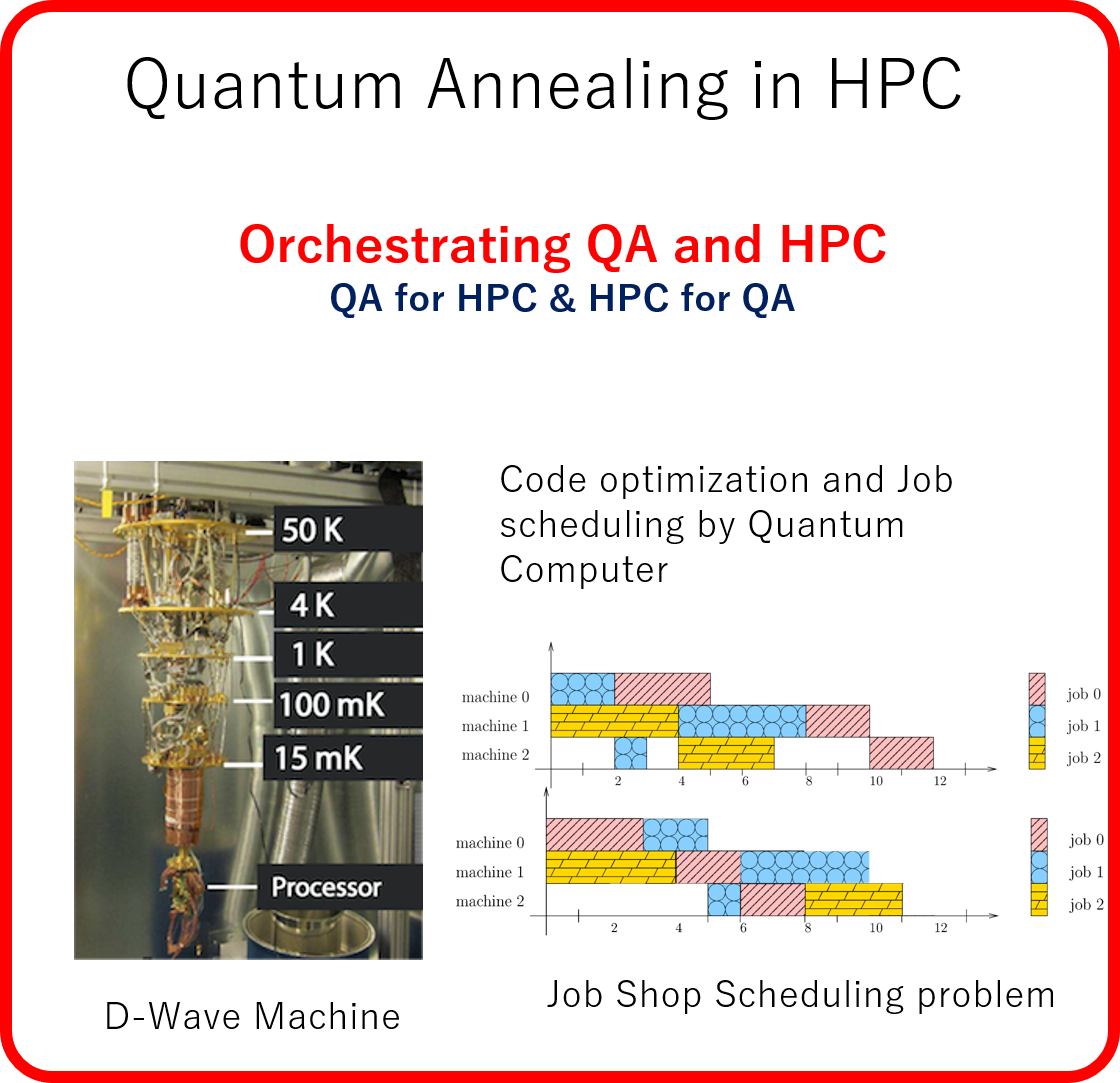 Quantum Annealing in HPC
Orchestrating QA and HPC
QA for HPC & HPC for QA
50 K
4 K
1 K
100 mK
15 mK
Processor
D-Wave Machine
Code optimization and Job
scheduling by Quantum
Computer
machine 0
machine 1
machine 2
2 4 6 8 10 12
job 0
job 1
job 2
machine 0
machine 1
machine 2
2 4 6 8 10 12
job 0
job 1
job 2
Job Shop Scheduling problem